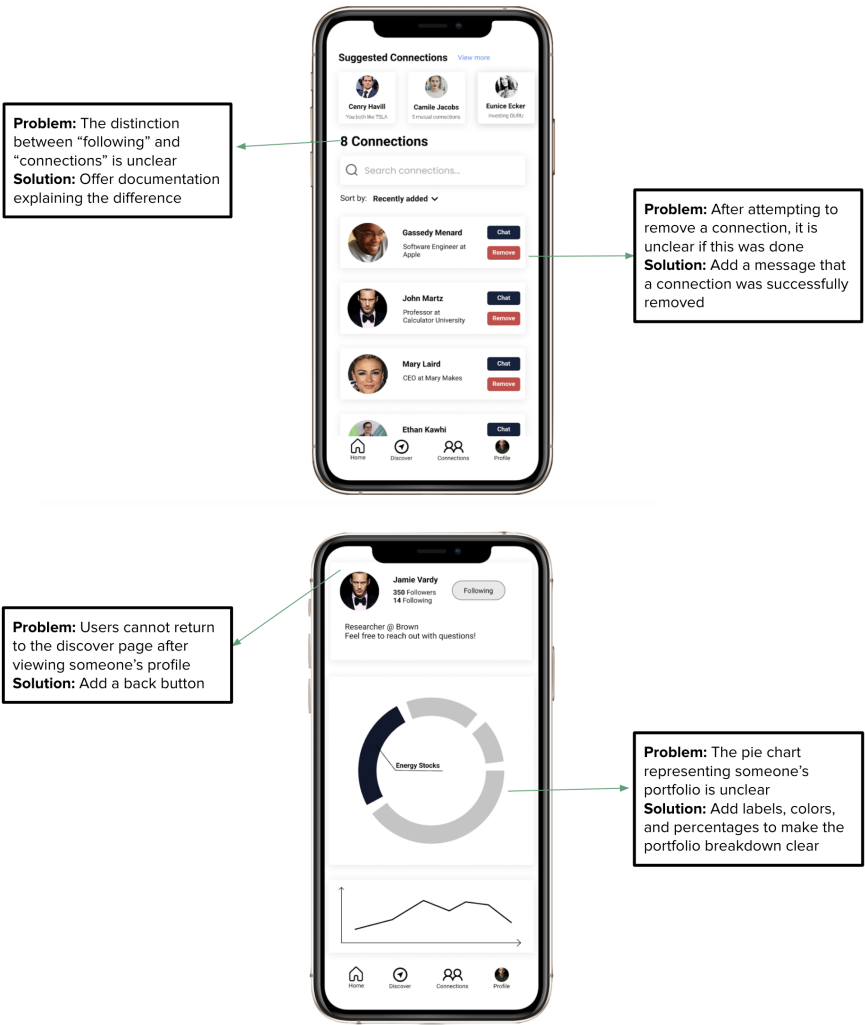 Suggested Connections View more
Cenry Havill
You both like TSLA
Camile Jacobs
5 mutual connections
Eunice Ecker
Investing GURU
8 Connections
Search connections...
Sort by: Recently added
Gassedy Menard
Software Engineer at
Apple
Chat
Remove
John Martz
Professor at
Calculator University
Chat
Remove
Mary Laird
CEO at Mary Makes
Chat
Remove
Ethan Kawhi
Chat
Home
Discover
Connections
Profile
Problem: The distinction
between “following” and
“connections” is unclear
Solution: Offer documentation
explaining the difference
Problem: After attempting to
remove a connection, it is
unclear if this was done
Solution: Add a message that
a connection was successfully
removed
Jamie Vardy
350 Followers
14 Following
Following
Researcher @ Brown
Feel free to reach out with questions!
Energy Stocks
Home
Discover
Connections
Profile
Problem: Users cannot return
to the discover page after
viewing someone’s profile
Solution: Add a back button
Problem: The pie chart
representing someone’s
portfolio is unclear
Solution: Add labels, colors,
and percentages to make the
portfolio breakdown clear